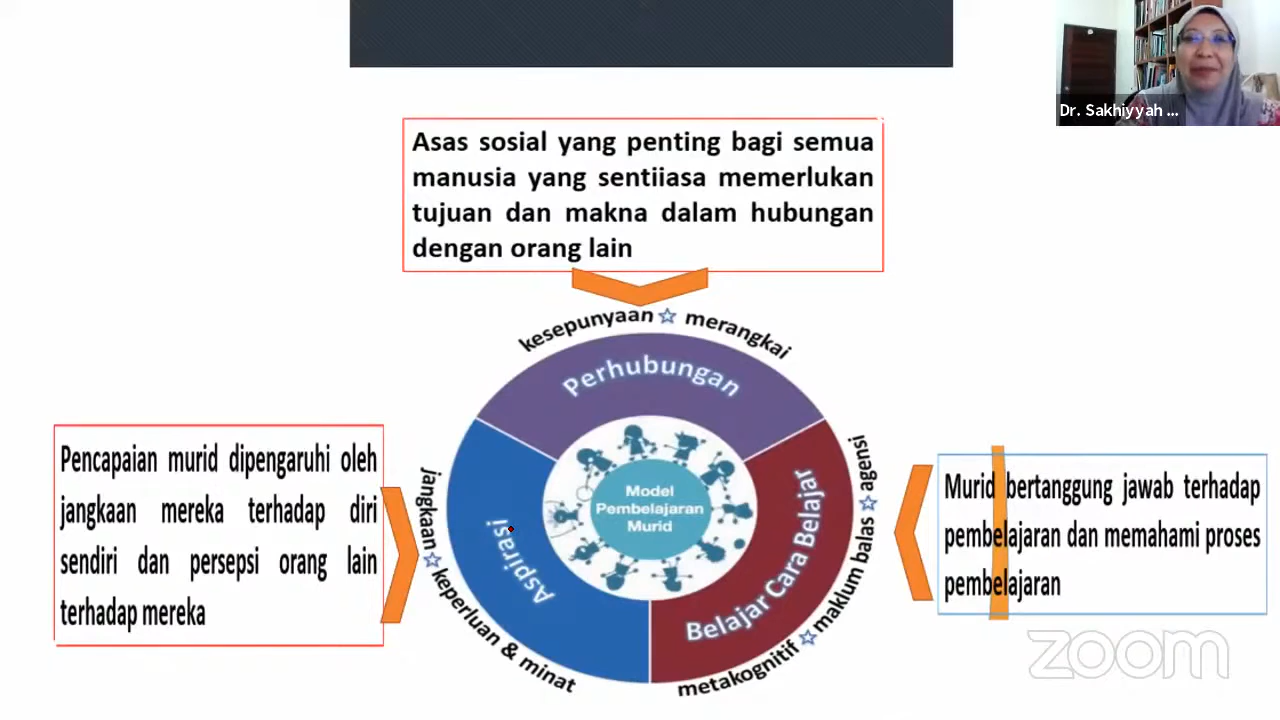 Dr. Sakhiyyah ...
Asas sosial yang penting bagi semua
manusia yang sentiiasa memerlukan
tujuan dan makna dalam hubungan
dengan orang lain
kesepunyaan ☆ merangkai
Perhubungan
Pencapaian murid dipengaruhi oleh
jangkaan mereka terhadap diri
sendiri dan persepsi orang lain
terhadap mereka
jangkaan ☆ keperluan & minat
Aspirasi
Model
Pembelajaran
Murid
Belajar Cara Belajar
metakognitif ☆ maklum balas ☆ agensi
Murid bertanggung jawab terhadap
pembelajaran dan memahami proses
pembelajaran
zoom